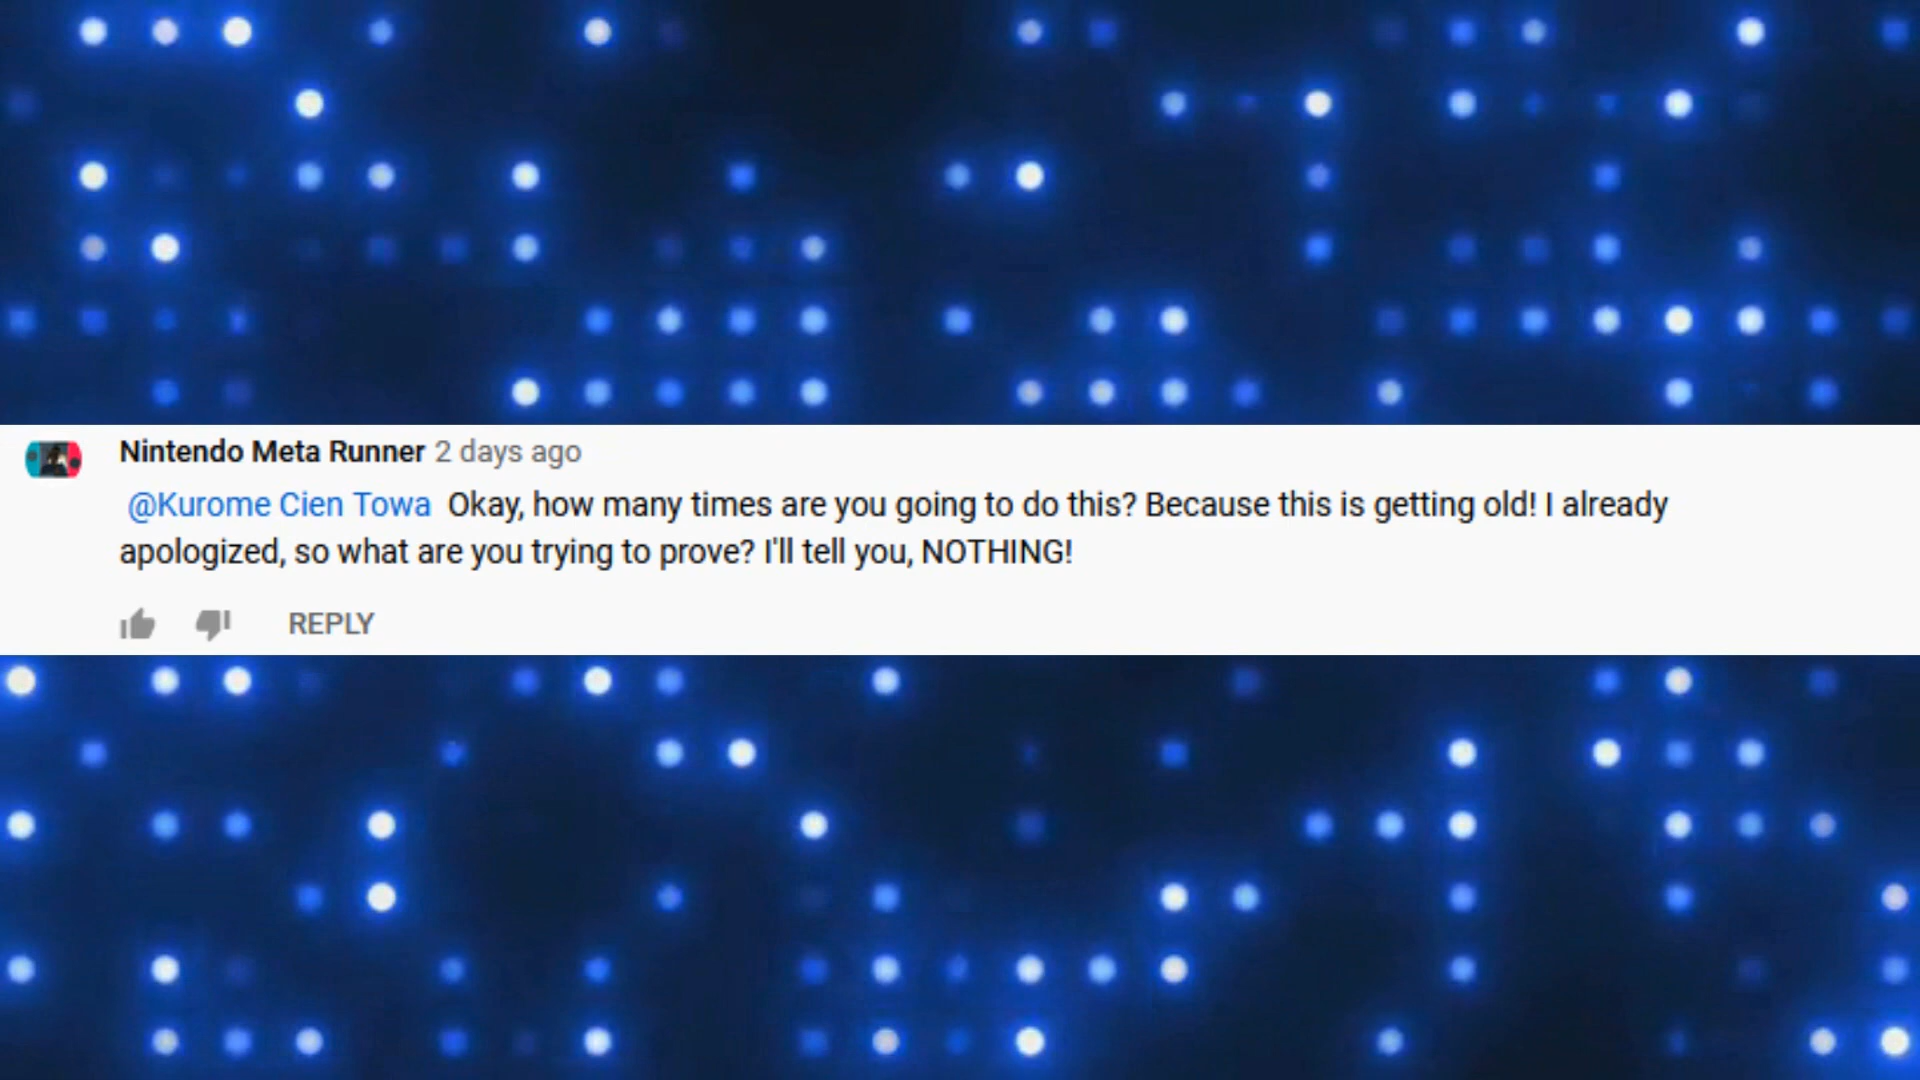 Nintendo Meta Runner 2 days ago
@Kurome Cien Towa Okay, how many times are you going to do this? Because this is getting old! I already
apologized, so what are you trying to prove? I'll tell you, NOTHING!
REPLY